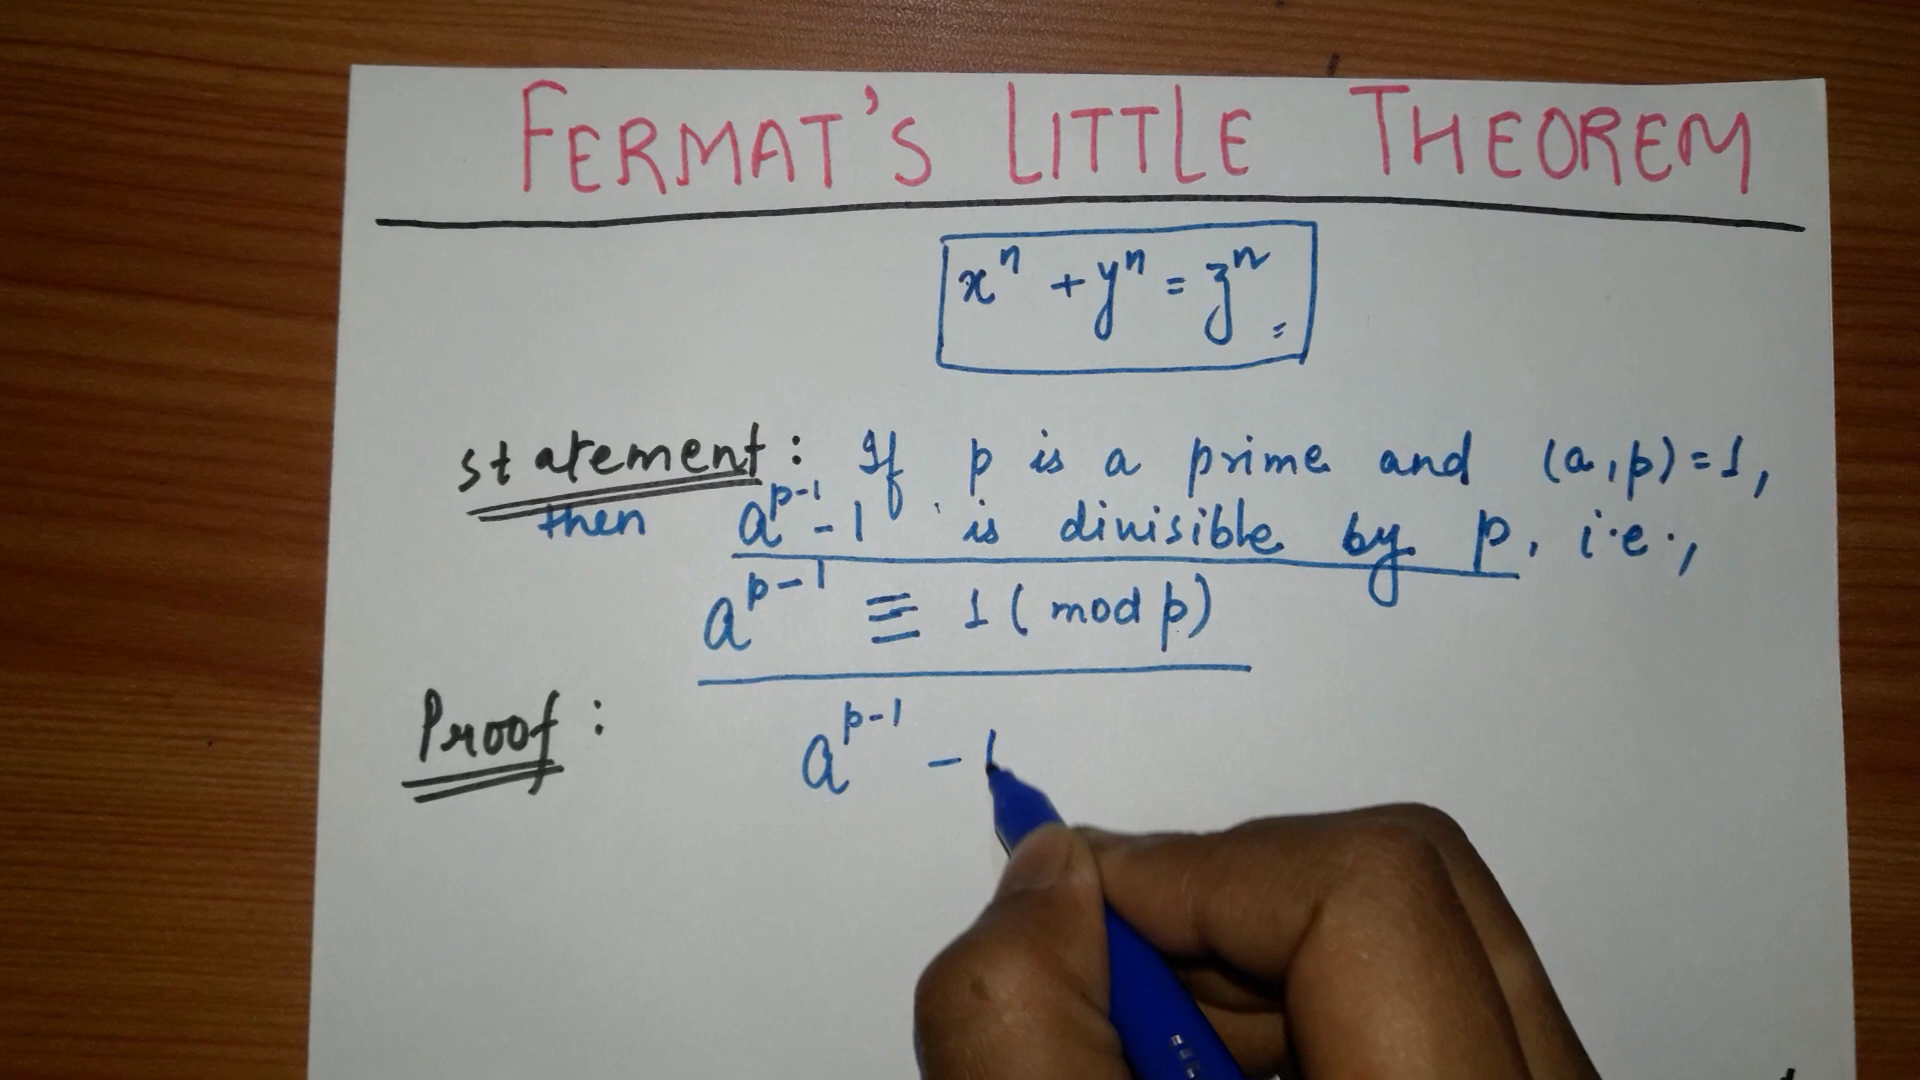 FERMAT'S LITTLE THEOREM
xⁿ + yⁿ = zⁿ
statement: If p is a prime and (a, p) = 1,
then aᵖ⁻¹ - 1 is divisible by p, i.e.,
aᵖ⁻¹ ≡ 1 (mod p)
Proof: aᵖ⁻¹ - 1